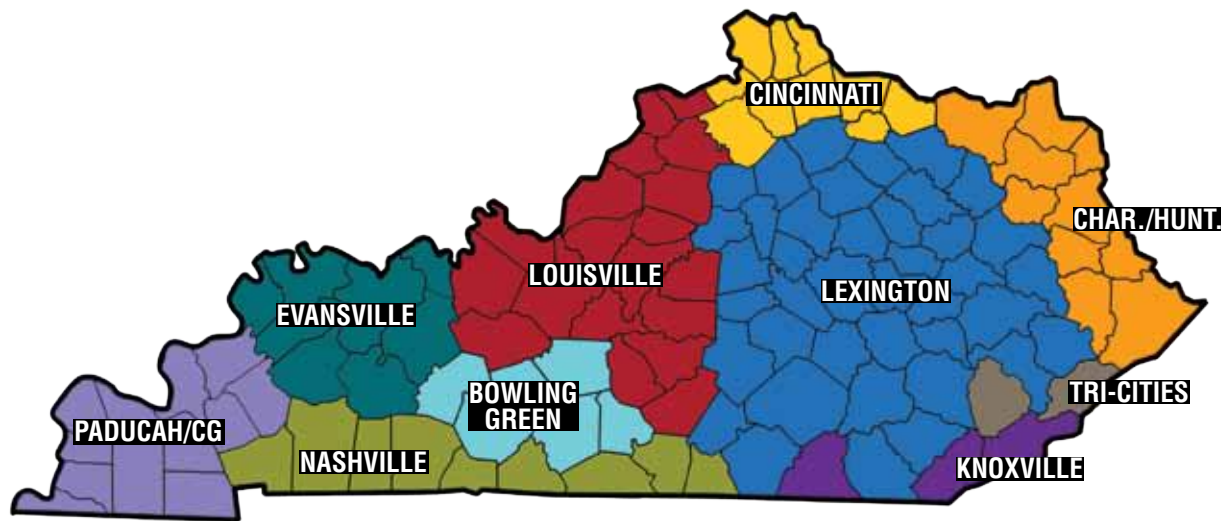 CINCINNATI
CHAR./HUNT.
LOUISVILLE
LEXINGTON
EVANSVILLE
TRI-CITIES
BOWLING
GREEN
PADUCAH/CG
NASHVILLE
KNOXVILLE